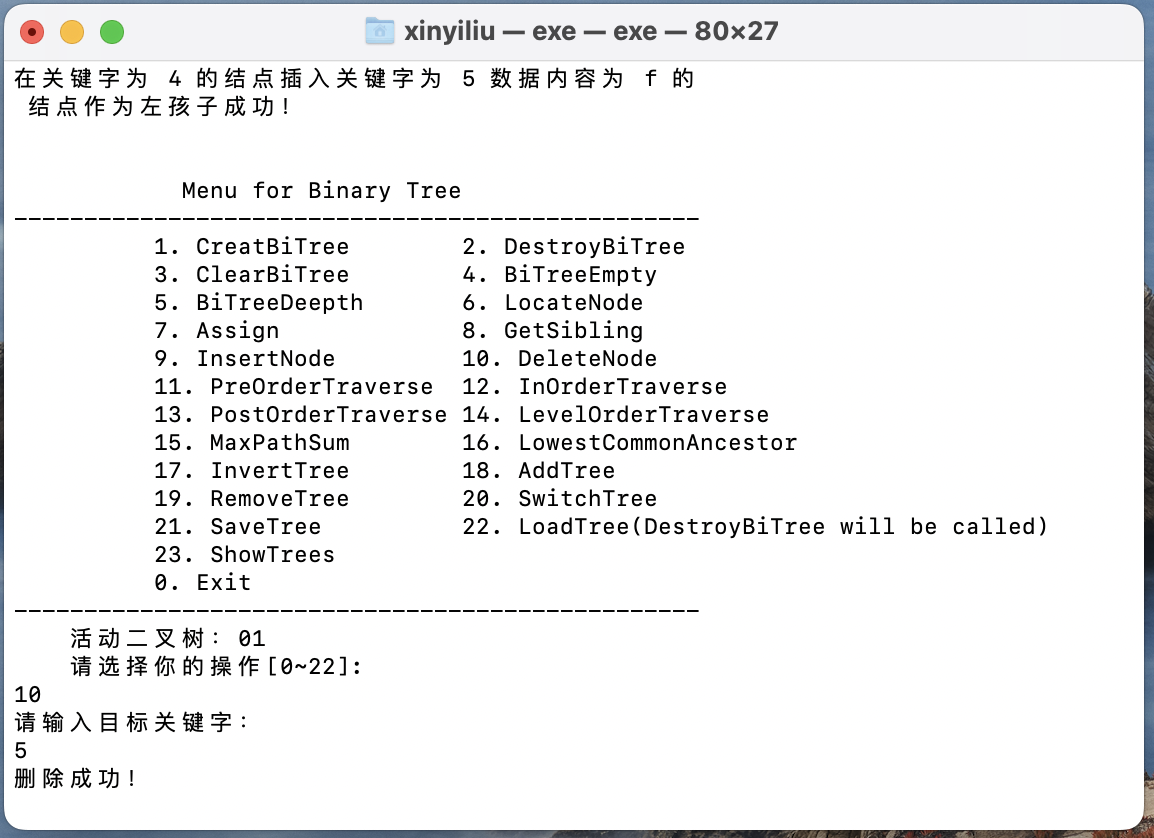 xinyiliu — exe — exe — 80×27
在关键字为 4 的结点插入关键字为 5 数据内容为 f 的
结点作为左孩子成功！
Menu for Binary Tree
-------------------------------------------------
1. CreatBiTree 2. DestroyBiTree
3. ClearBiTree 4. BiTreeEmpty
5. BiTreeDeepth 6. LocateNode
7. Assign 8. GetSibling
9. InsertNode 10. DeleteNode
11. PreOrderTraverse 12. InOrderTraverse
13. PostOrderTraverse 14. LevelOrderTraverse
15. MaxPathSum 16. LowestCommonAncestor
17. InvertTree 18. AddTree
19. RemoveTree 20. SwitchTree
21. SaveTree 22. LoadTree(DestroyBiTree will be called)
23. ShowTrees
0. Exit
-------------------------------------------------
活动二叉树：01
请选择你的操作[0~22]:
10
请输入目标关键字：
5
删除成功！